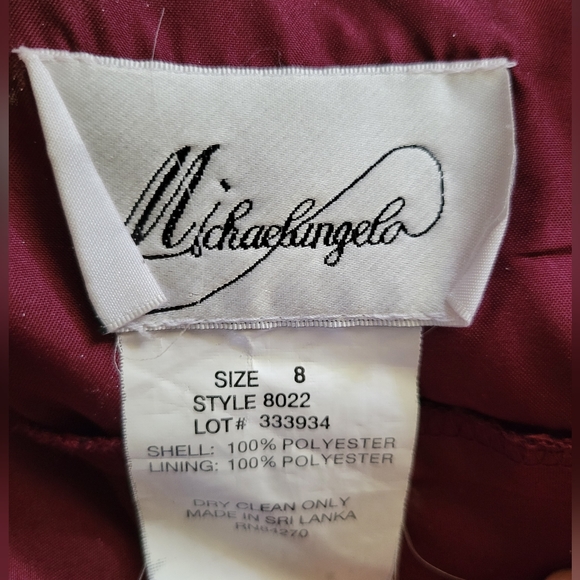 Michaelangelo
SIZE 8
STYLE 8022
LOT# 333934
SHELL: 100% POLYESTER
LINING: 100% POLYESTER
DRY CLEAN ONLY
MADE IN SRI LANKA
RN64270